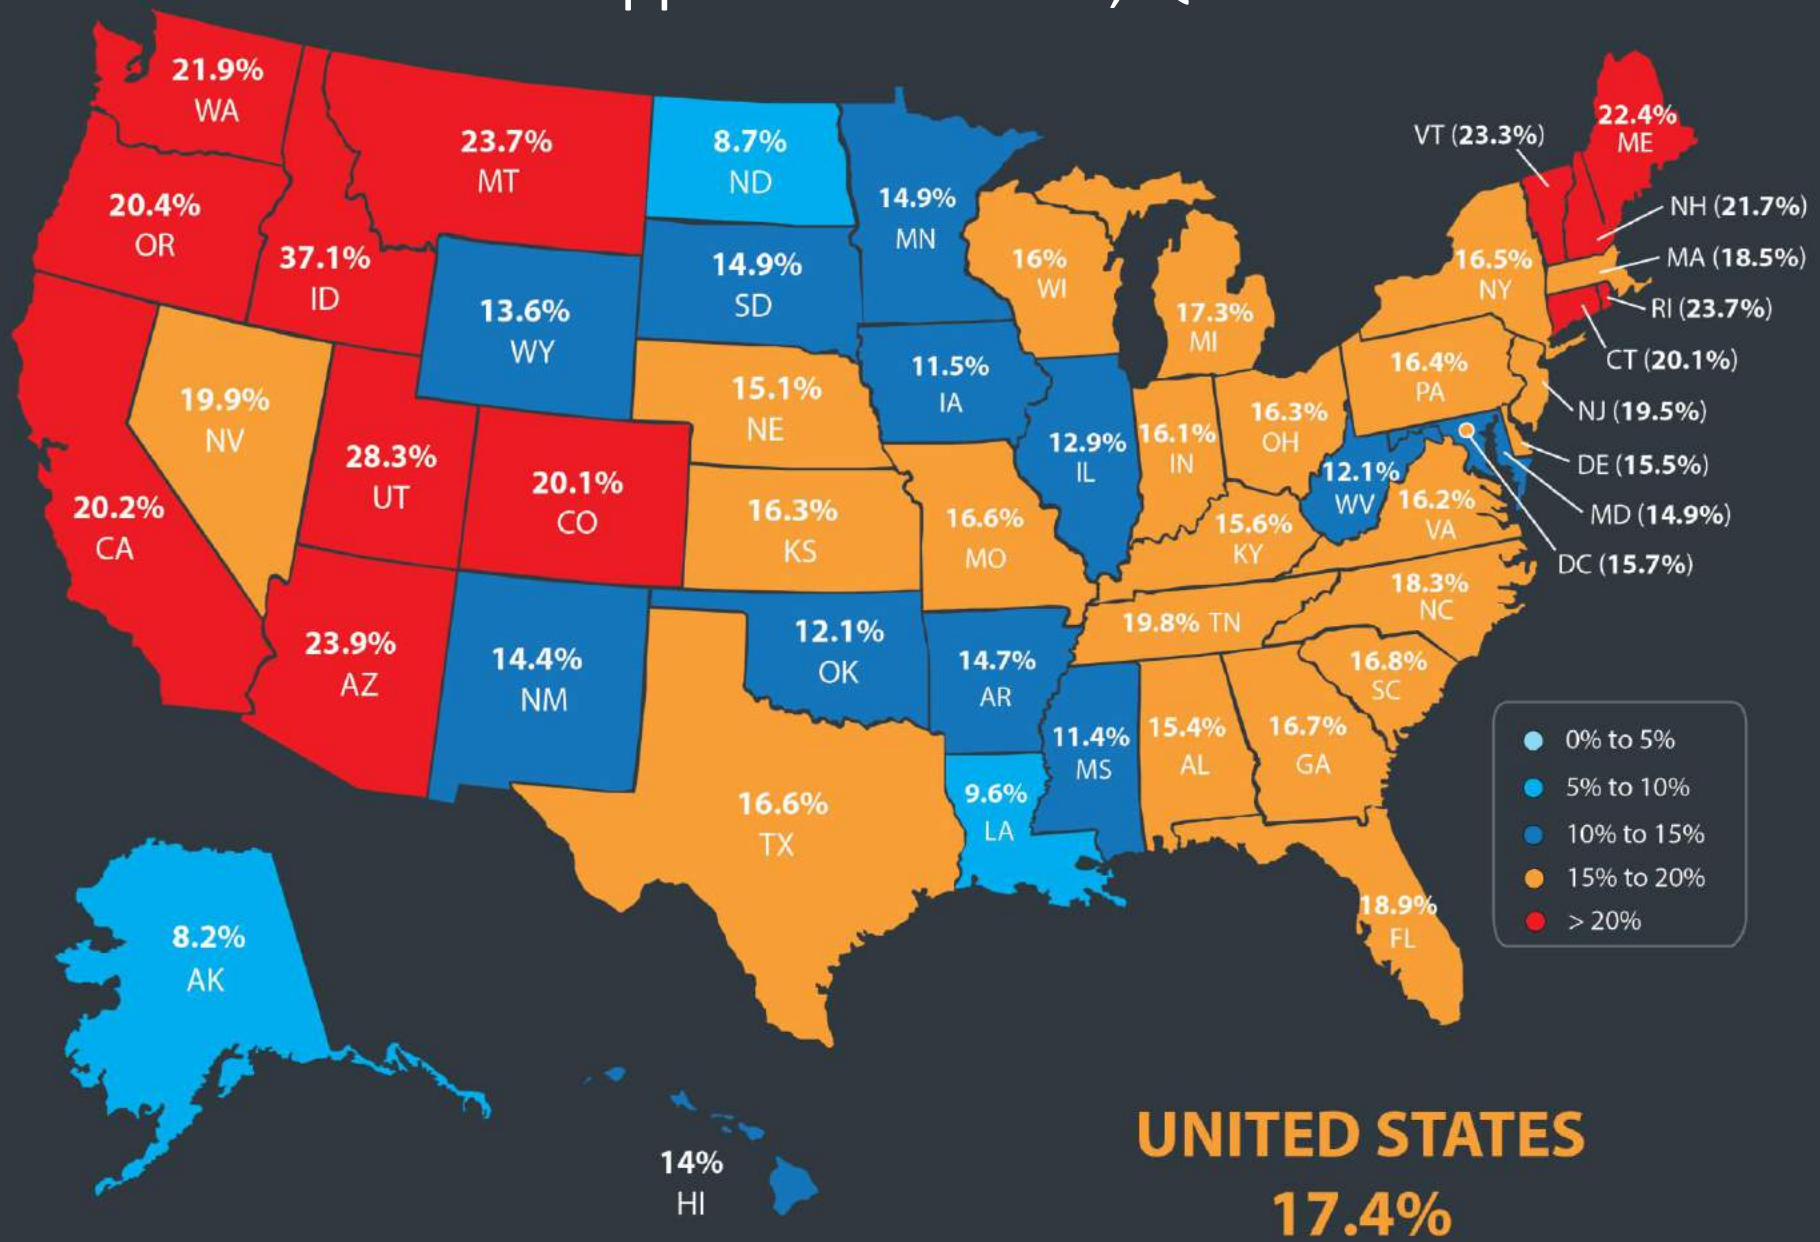 21.9%
WA
20.4%
OR
37.1%
ID
23.7%
MT
8.7%
ND
14.9%
MN
13.6%
WY
14.9%
SD
16%
WI
17.3%
MI
19.9%
NV
20.2%
CA
28.3%
UT
20.1%
CO
15.1%
NE
11.5%
IA
12.9%
IL
16.1%
IN
16.3%
OH
16.4%
PA
16.5%
NY
VT (23.3%)
22.4%
ME
NH (21.7%)
MA (18.5%)
RI (23.7%)
CT (20.1%)
NJ (19.5%)
DE (15.5%)
MD (14.9%)
DC (15.7%)
12.1%
WV
16.2%
VA
15.6%
KY
16.3%
KS
16.6%
MO
23.9%
AZ
14.4%
NM
12.1%
OK
14.7%
AR
19.8% TN
18.3%
NC
16.8%
SC
11.4%
MS
15.4%
AL
16.7%
GA
16.6%
TX
9.6%
LA
18.9%
FL
8.2%
AK
14%
HI
0% to 5%
5% to 10%
10% to 15%
15% to 20%
> 20%
UNITED STATES
17.4%